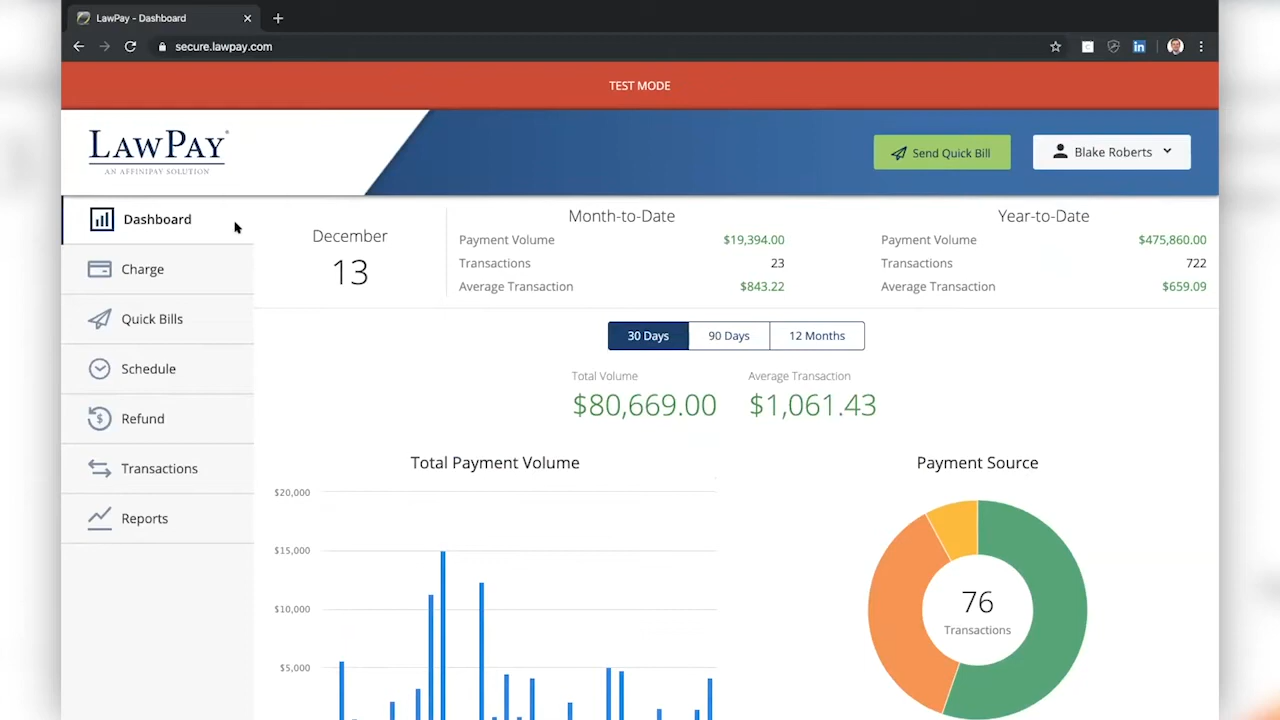 LawPay - Dashboard
secure.lawpay.com
TEST MODE
LAWPAY®
AN AFFINIPAY SOLUTION
Send Quick Bill
Blake Roberts
Dashboard
Charge
Quick Bills
Schedule
Refund
Transactions
Reports
December
13
Month-to-Date
Payment Volume $19,394.00
Transactions 23
Average Transaction $843.22
Year-to-Date
Payment Volume $475,860.00
Transactions 722
Average Transaction $659.09
30 Days 90 Days 12 Months
Total Volume Average Transaction
$80,669.00 $1,061.43
Total Payment Volume
$20,000
$15,000
$10,000
$5,000
Payment Source
76
Transactions